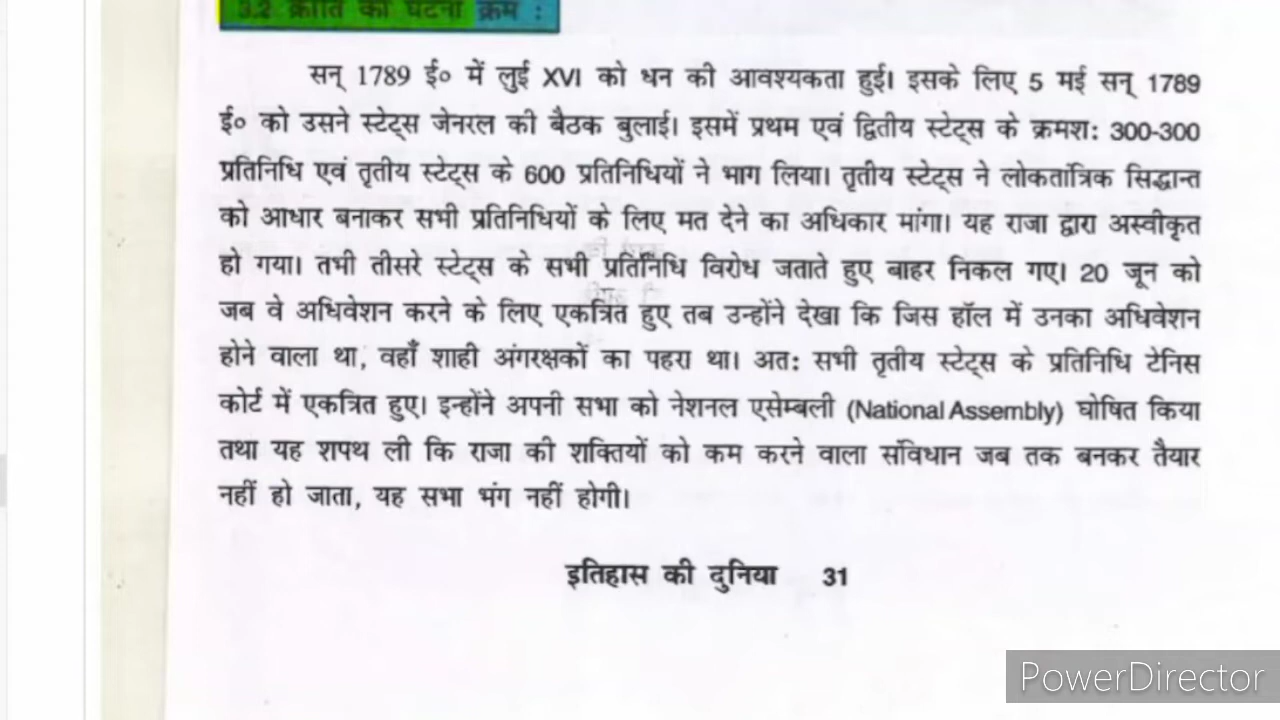 3.2 क्रांति का घटना क्रम :
सन् 1789 ई० में लुई XVI को धन की आवश्यकता हुई। इसके लिए 5 मई सन् 1789
ई० को उसने स्टेट्स जेनरल की बैठक बुलाई। इसमें प्रथम एवं द्वितीय स्टेट्स के क्रमशः 300-300
प्रतिनिधि एवं तृतीय स्टेट्स के 600 प्रतिनिधियों ने भाग लिया। तृतीय स्टेट्स ने लोकतांत्रिक सिद्धान्त
को आधार बनाकर सभी प्रतिनिधियों के लिए मत देने का अधिकार मांगा। यह राजा द्वारा अस्वीकृत
हो गया। तभी तीसरे स्टेट्स के सभी प्रतिनिधि विरोध जताते हुए बाहर निकल गए। 20 जून को
जब वे अधिवेशन करने के लिए एकत्रित हुए तब उन्होंने देखा कि जिस हॉल में उनका अधिवेशन
होने वाला था, वहाँ शाही अंगरक्षकों का पहरा था। अतः सभी तृतीय स्टेट्स के प्रतिनिधि टेनिस
कोर्ट में एकत्रित हुए। इन्होंने अपनी सभा को नेशनल एसेम्बली (National Assembly) घोषित किया
तथा यह शपथ ली कि राजा की शक्तियों को कम करने वाला संविधान जब तक बनकर तैयार
नहीं हो जाता, यह सभा भंग नहीं होगी।
इतिहास की दुनिया 31
PowerDirector